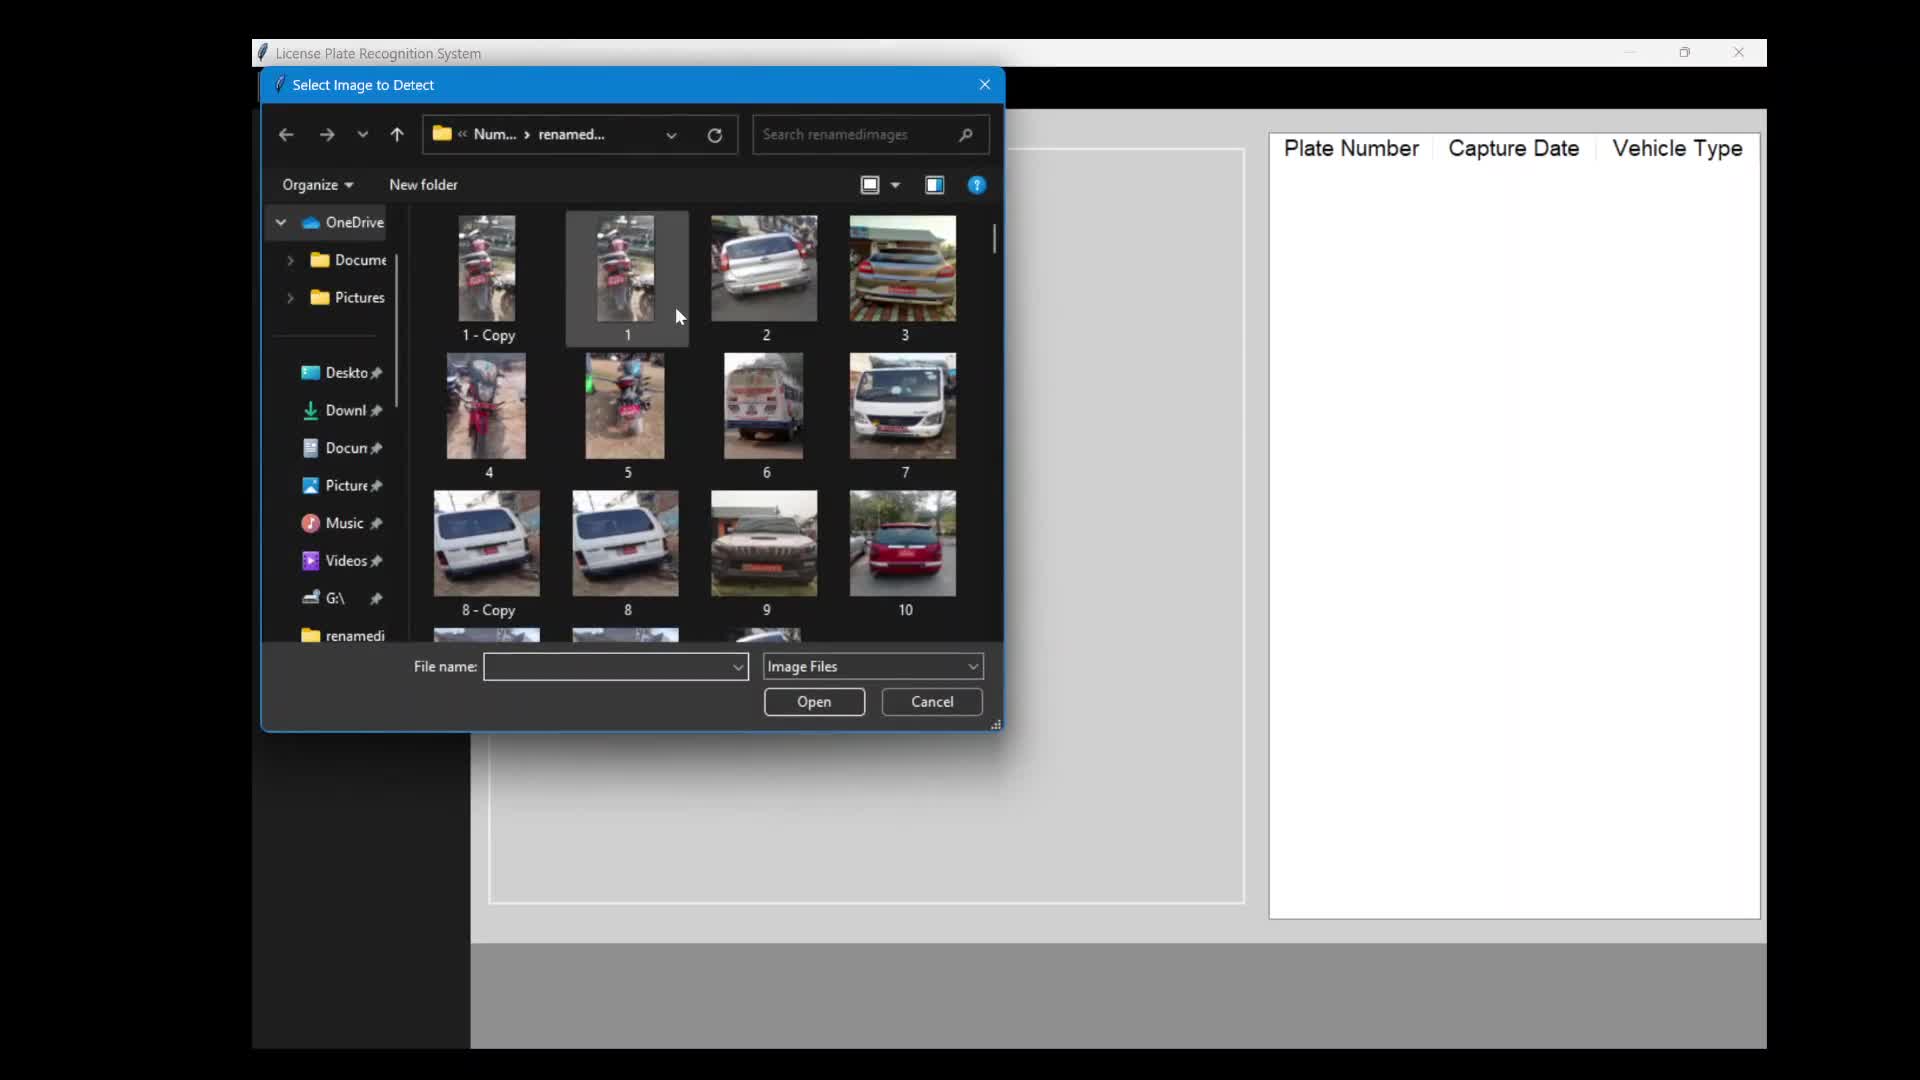 License Plate Recognition System
Select Image to Detect
« Num... › renamed...
Search renamedimages
Organize
New folder
OneDrive
Docume
Pictures
Deskto
Downl
Docun
Picture
Music
Videos
G:\
renamedi
1 - Copy
1
2
3
4
5
6
7
8 - Copy
8
9
10
File name:
Image Files
Open
Cancel
Plate Number
Capture Date
Vehicle Type